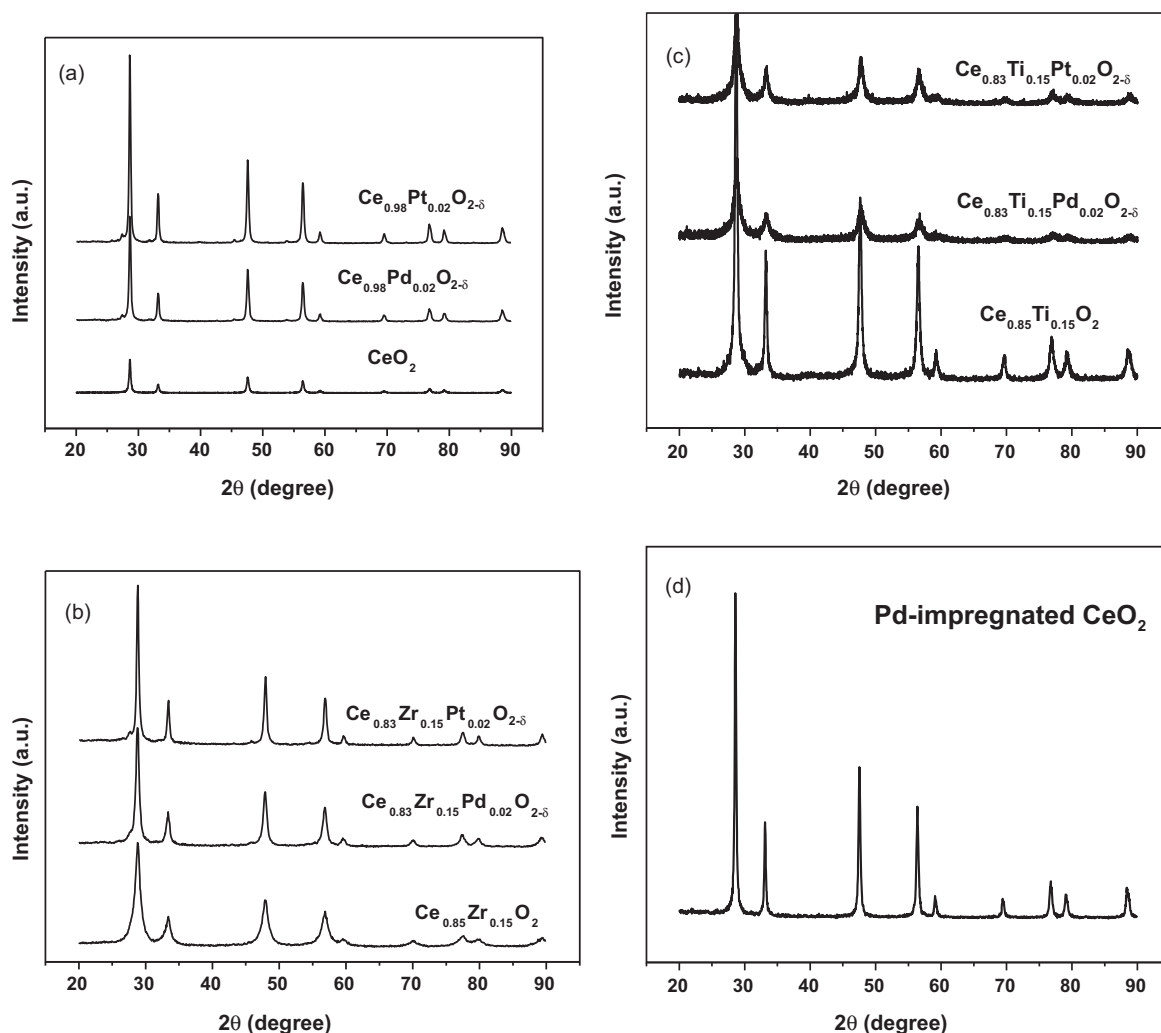 (a)
Intensity (a.u.)
Ce0.98Pt0.02O2-δ
Ce0.98Pd0.02O2-δ
CeO2
20 30 40 50 60 70 80 90
2θ (degree)
(c)
Intensity (a.u.)
Ce0.83Ti0.15Pt0.02O2-δ
Ce0.83Ti0.15Pd0.02O2-δ
Ce0.85Ti0.15O2
20 30 40 50 60 70 80 90
2θ (degree)
(b)
Intensity (a.u.)
Ce0.83Zr0.15Pt0.02O2-δ
Ce0.83Zr0.15Pd0.02O2-δ
Ce0.85Zr0.15O2
20 30 40 50 60 70 80 90
2θ (degree)
(d)
Pd-impregnated CeO2
Intensity (a.u.)
20 30 40 50 60 70 80 90
2θ (degree)